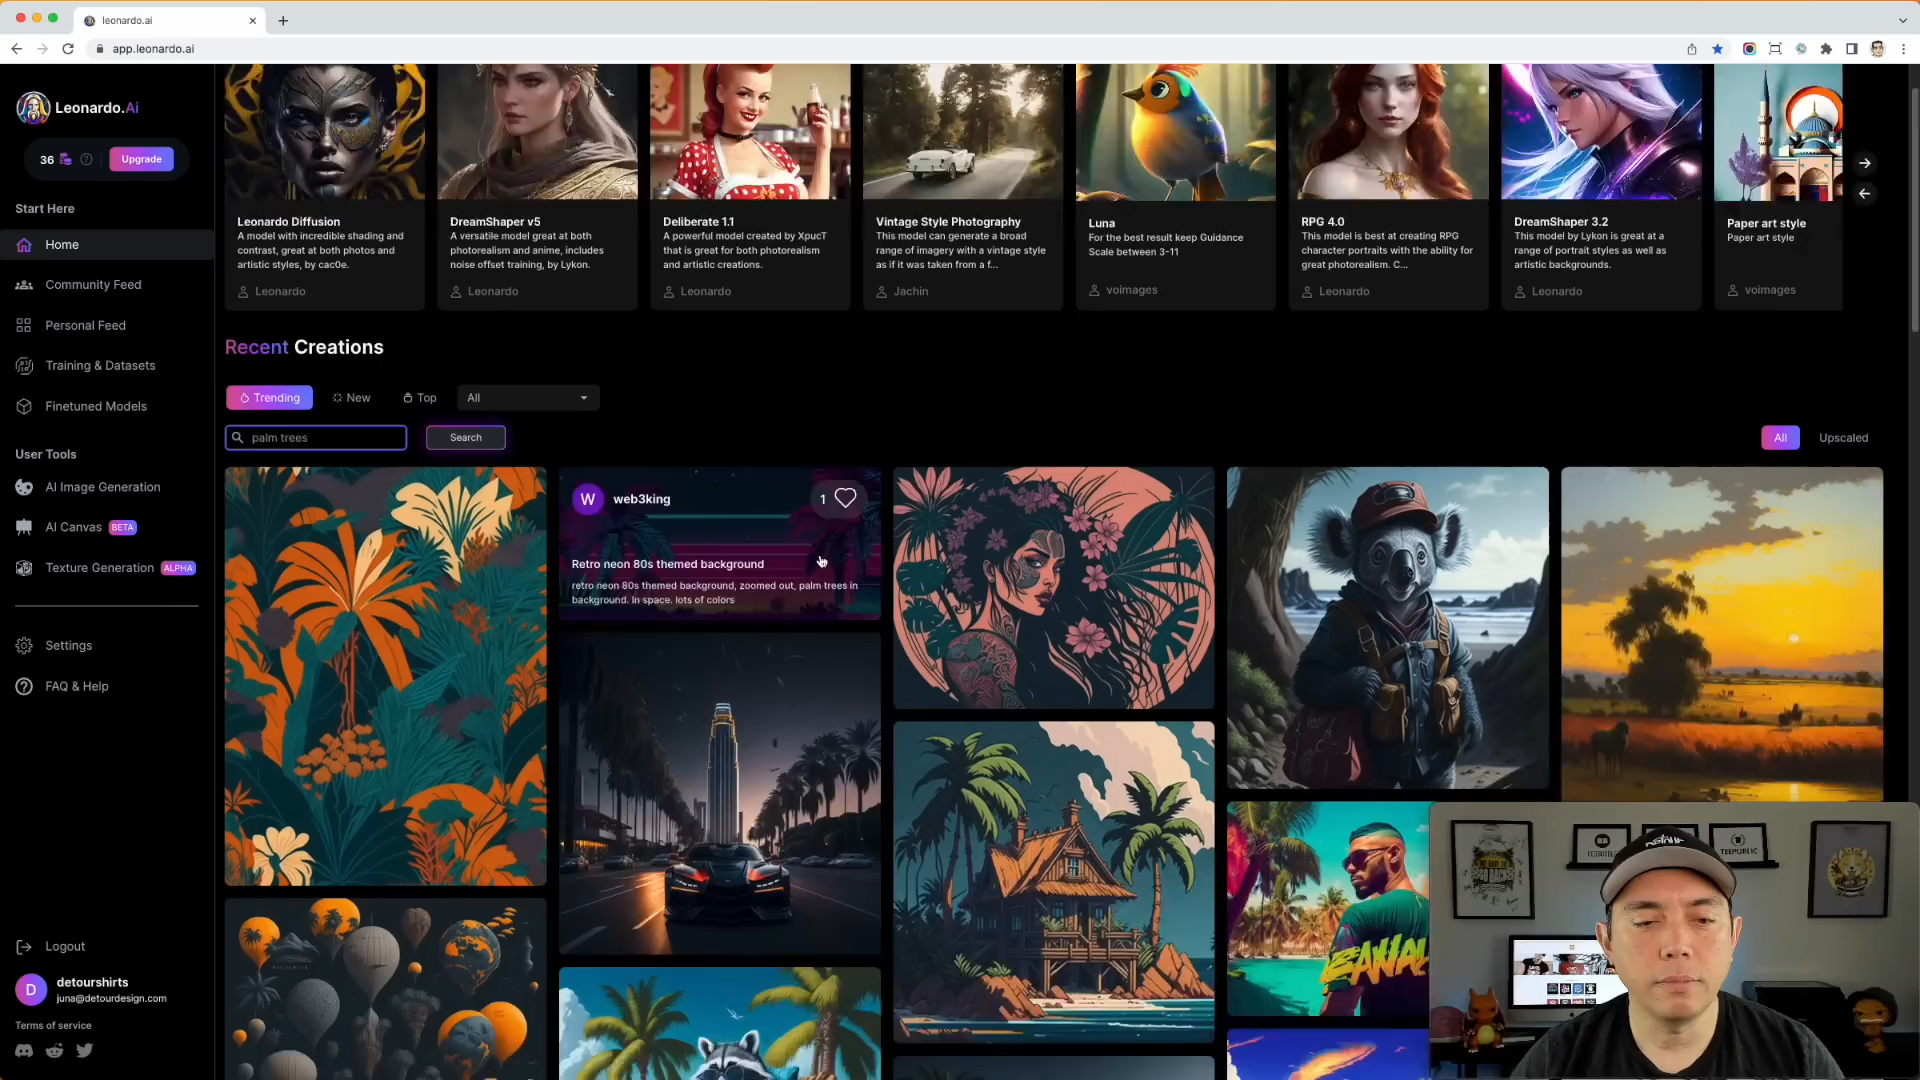 leonardo.ai
app.leonardo.ai
Leonardo.Ai
36
Upgrade
Start Here
Home
Community Feed
Personal Feed
Training & Datasets
Finetuned Models
User Tools
AI Image Generation
AI Canvas BETA
Texture Generation ALPHA
Settings
FAQ & Help
Logout
D
detourshirts
juna@detourdesign.com
Terms of service
Leonardo Diffusion
A model with incredible shading and
contrast, great at both photos and
artistic styles, by cac0e.
Leonardo
DreamShaper v5
A versatile model great at both
photorealism and anime, includes
noise offset training, by Lykon.
Leonardo
Deliberate 1.1
A powerful model created by XpucT
that is great for both photorealism
and artistic creations.
Leonardo
Vintage Style Photography
This model can generate a broad
range of imagery with a vintage style
as if it was taken from a f...
Jachin
Luna
For the best result keep Guidance
Scale between 3-11
voimages
RPG 4.0
This model is best at creating RPG
character portraits with the ability for
great photorealism. C...
Leonardo
DreamShaper 3.2
This model by Lykon is great at a
range of portrait styles as well as
artistic backgrounds.
Leonardo
Paper art style
Paper art style
voimages
Recent Creations
Trending
New
Top
All
palm trees
Search
All
Upscaled
W
web3king
1
Retro neon 80s themed background
retro neon 80s themed background, zoomed out, palm trees in
background. In space. lots of colors
TEEPUBLIC